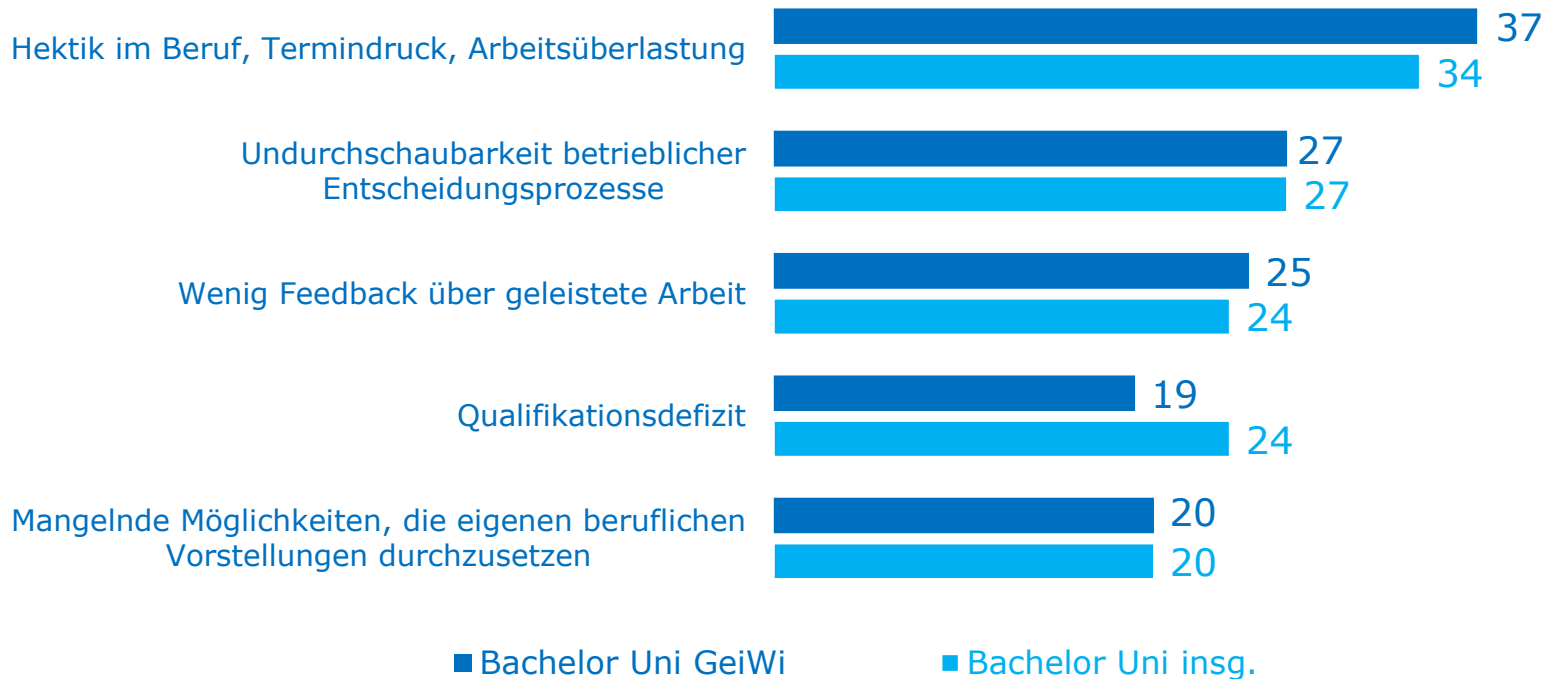 37
Hektik im Beruf, Termindruck, Arbeitsüberlastung
34
Undurchschaubarkeit betrieblicher
Entscheidungsprozesse
27
27
Wenig Feedback über geleistete Arbeit
25
24
Qualifikationsdefizit
19
24
Mangelnde Möglichkeiten, die eigenen beruflichen
Vorstellungen durchzusetzen
20
20
Bachelor Uni GeiWi
Bachelor Uni insg.